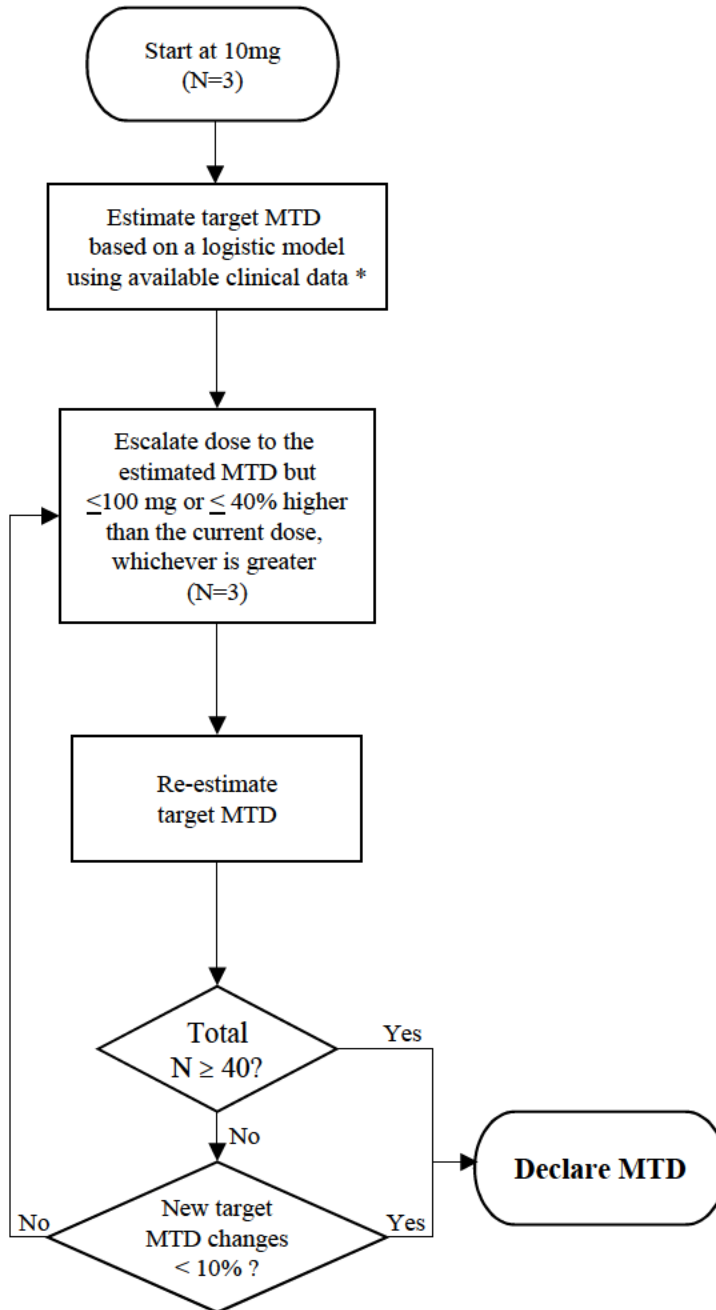 Start at 10mg
(N=3)
Estimate target MTD
based on a logistic model
using available clinical data *
Escalate dose to the
estimated MTD but
≤100 mg or ≤ 40% higher
than the current dose,
whichever is greater
(N=3)
Re-estimate
target MTD
Total
N ≥ 40?
Yes
No
Declare MTD
New target
MTD changes
< 10% ?
No
Yes